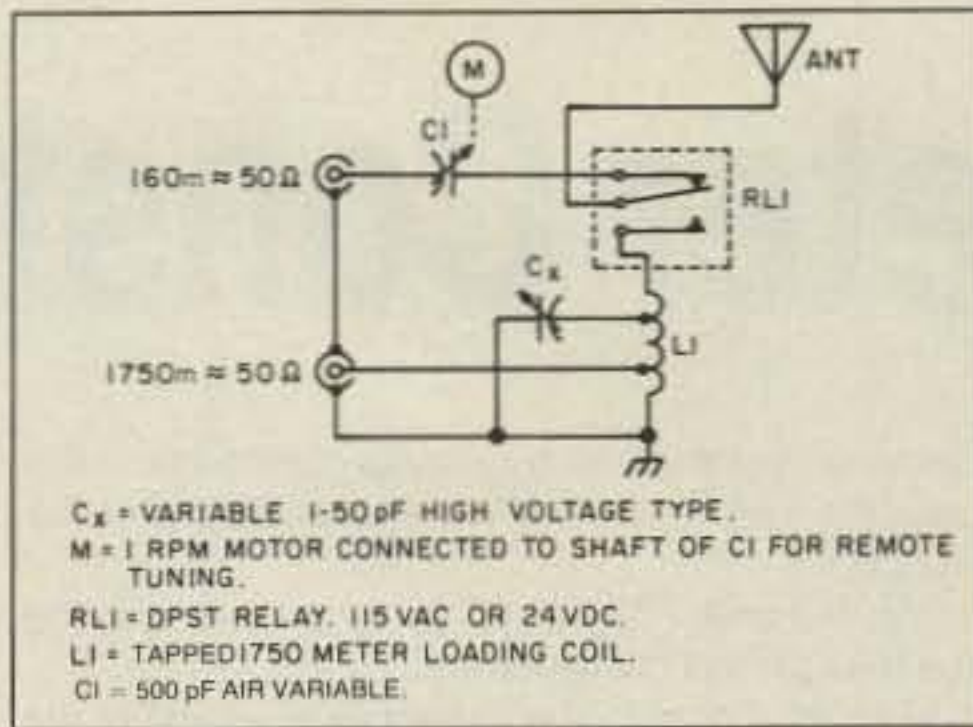 M
ANT
C1
160m ≈ 50Ω
RL1
Cx
L1
1750m ≈ 50Ω
Cx = VARIABLE 1-50 pF HIGH VOLTAGE TYPE.
M = 1 RPM MOTOR CONNECTED TO SHAFT OF C1 FOR REMOTE
TUNING.
RL1 = DPST RELAY. 115 VAC OR 24 VDC.
L1 = TAPPED 1750 METER LOADING COIL.
C1 = 500 pF AIR VARIABLE.